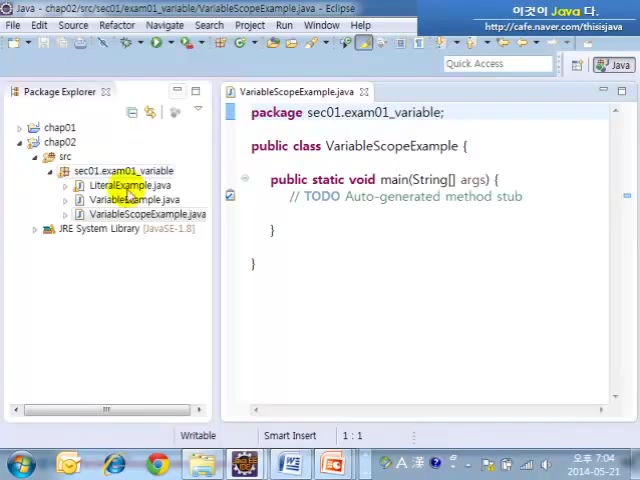 Java - chap02/src/sec01/exam01_variable/VariableScopeExample.java - Eclipse
이것이 Java 다.
http://cafe.naver.com/thisisjava
File Edit Source Refactor Navigate Search Project Run Window Help
Quick Access
Java
Package Explorer
VariableScopeExample.java
chap01
chap02
src
sec01.exam01_variable
LiteralExample.java
VariableExample.java
VariableScopeExample.java
JRE System Library [JavaSE-1.8]
package sec01.exam01_variable;
public class VariableScopeExample {
public static void main(String[] args) {
// TODO Auto-generated method stub
}
}
Writable
Smart Insert
1 : 1
A 漢
오후 7:04
2014-05-21